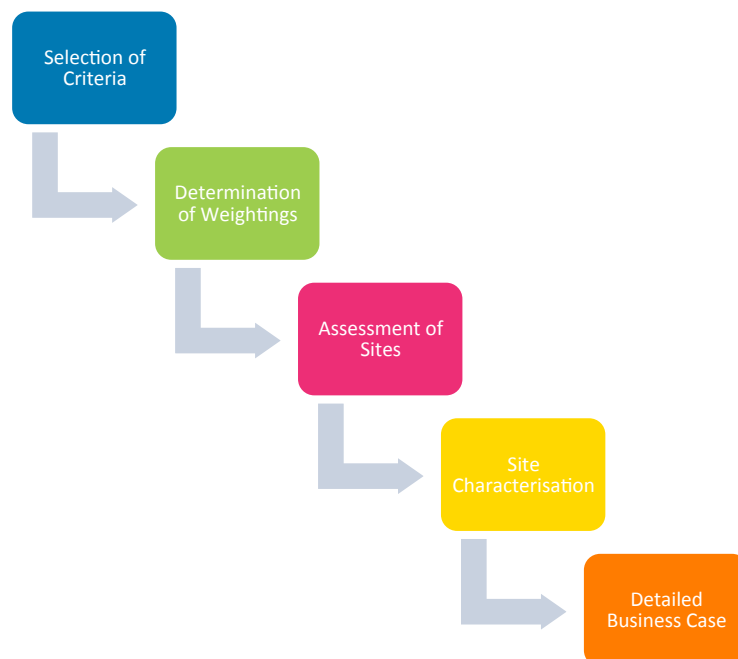 Selection of
Criteria
Determination
of Weightings
Assessment of
Sites
Site
Characterisation
Detailed
Business Case